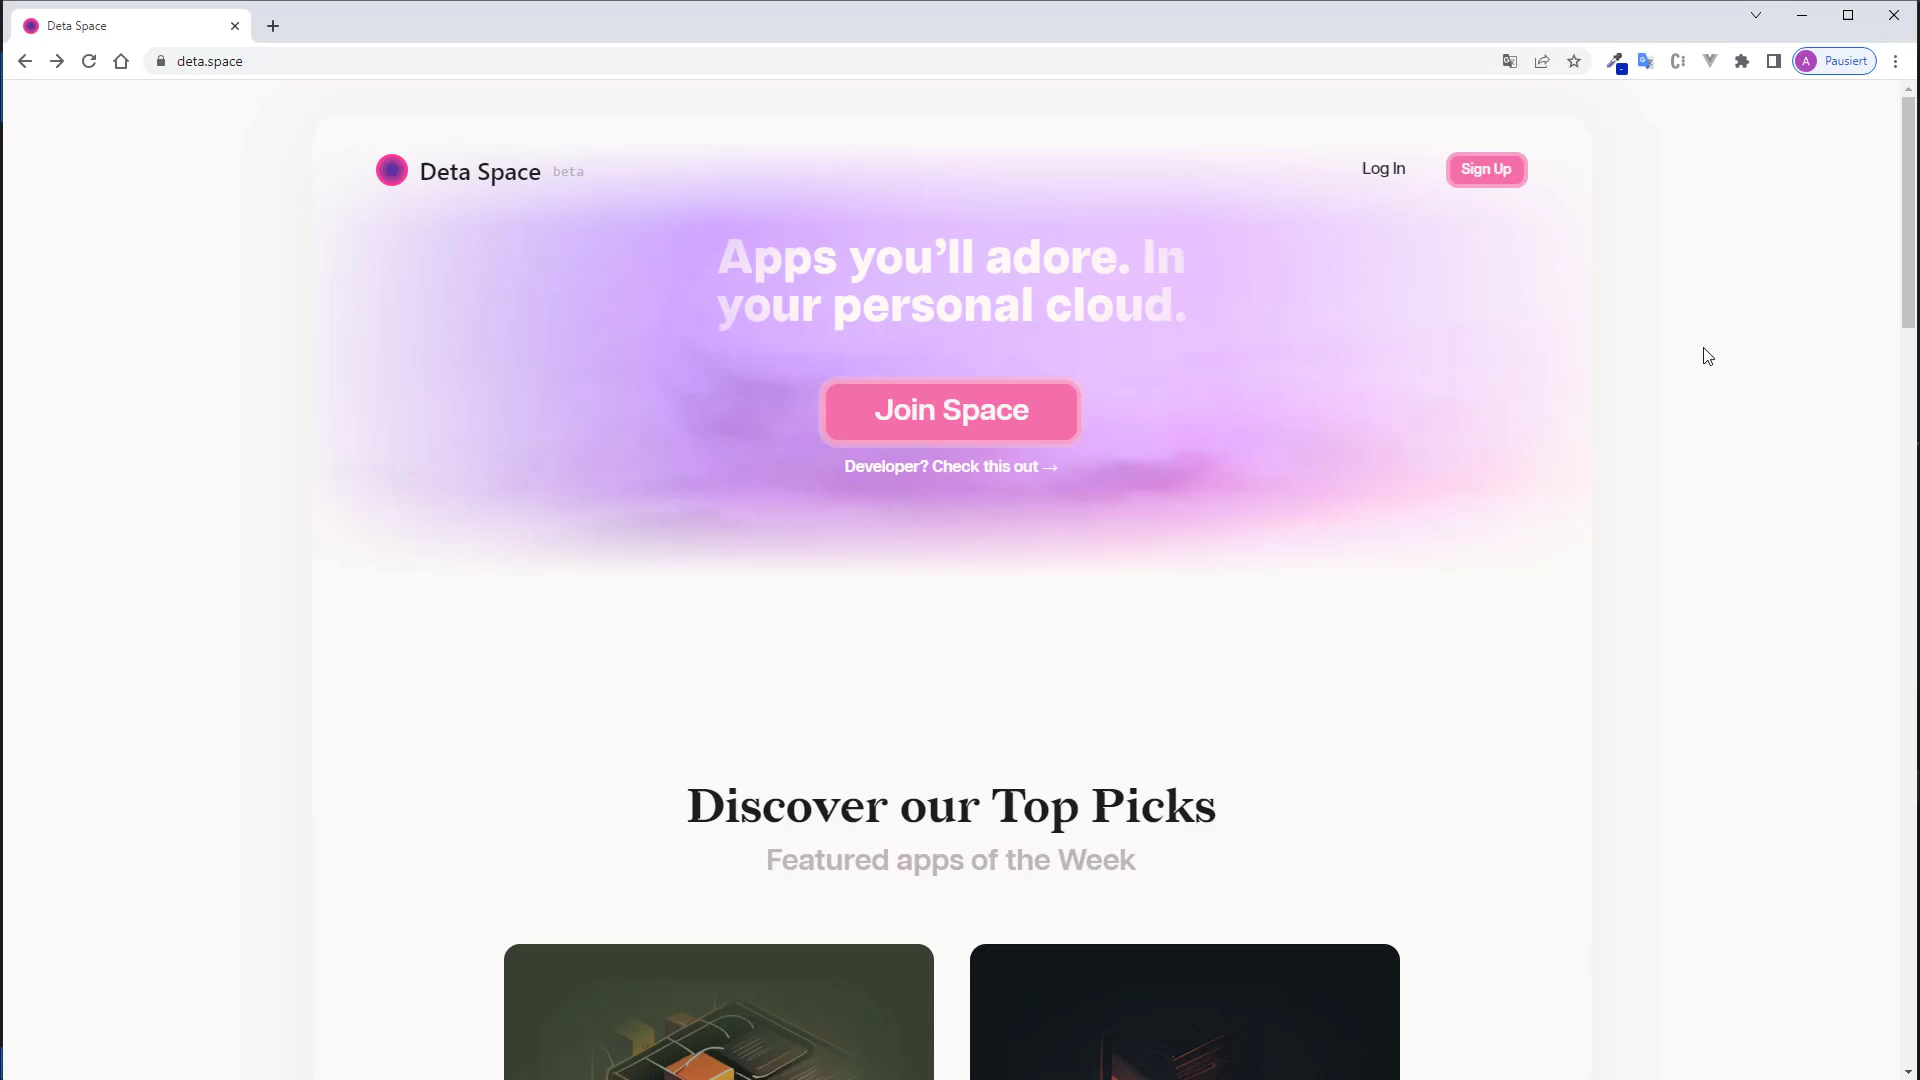 Deta Space
deta.space
A Pausiert
Deta Space beta
Log In
Sign Up
Apps you’ll adore. In
your personal cloud.
Join Space
Developer? Check this out →
Discover our Top Picks
Featured apps of the Week